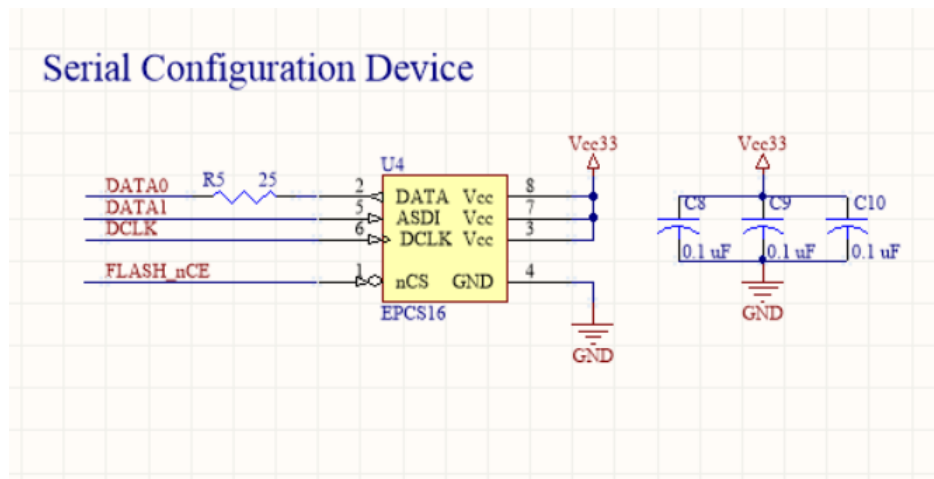 Serial Configuration Device
Vcc33
Vcc33
U4
DATA0 R5 25 2 DATA Vcc 8
DATA1 5 ASDI Vcc 7
DCLK 6 DCLK Vcc 3
FLASH_nCE 1 nCS GND 4
EPCS16
GND
C8 C9 C10
0.1 uF 0.1 uF 0.1 uF
GND